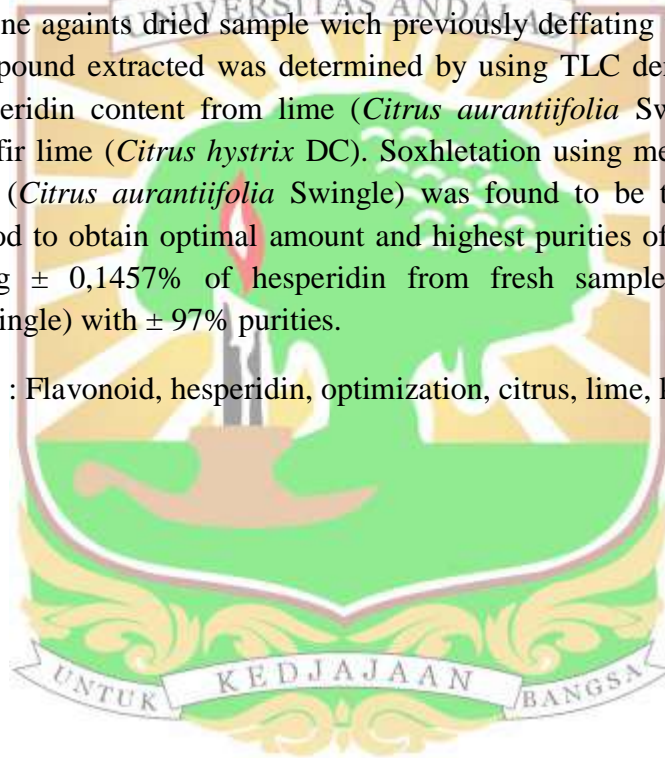 UNIVERSITAS ANDALAS
ne againts dried sample wich previously deffating
pound extracted was determined by using TLC de
eridin content from lime (Citrus aurantiifolia Sw
fir lime (Citrus hystrix DC). Soxhletation using me
(Citrus aurantiifolia Swingle) was found to be t
od to obtain optimal amount and highest purities of
g ± 0,1457% of hesperidin from fresh sample
ingle) with ± 97% purities.
: Flavonoid, hesperidin, optimization, citrus, lime, l
UNTUK KEDJAJAAN BANGSA